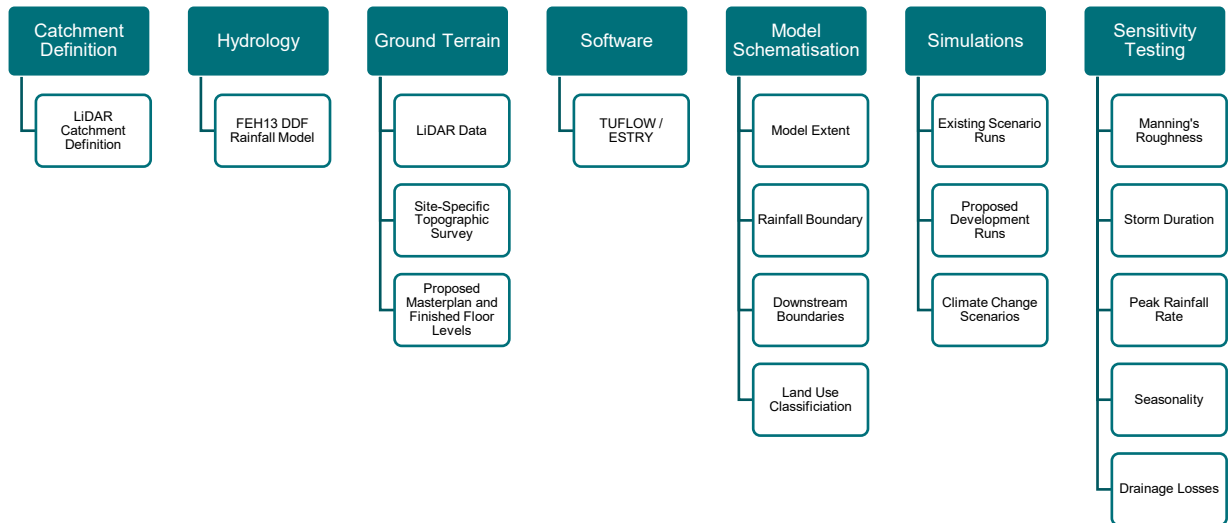 Catchment
Definition
LiDAR
Catchment
Definition
Hydrology
FEH13 DDF
Rainfall Model
Ground Terrain
LiDAR Data
Site-Specific
Topographic
Survey
Proposed
Masterplan and
Finished Floor
Levels
Software
TUFLOW /
ESTRY
Model
Schematisation
Model Extent
Rainfall Boundary
Downstream
Boundaries
Land Use
Classificiation
Simulations
Existing Scenario
Runs
Proposed
Development
Runs
Climate Change
Scenarios
Sensitivity
Testing
Manning's
Roughness
Storm Duration
Peak Rainfall
Rate
Seasonality
Drainage Losses